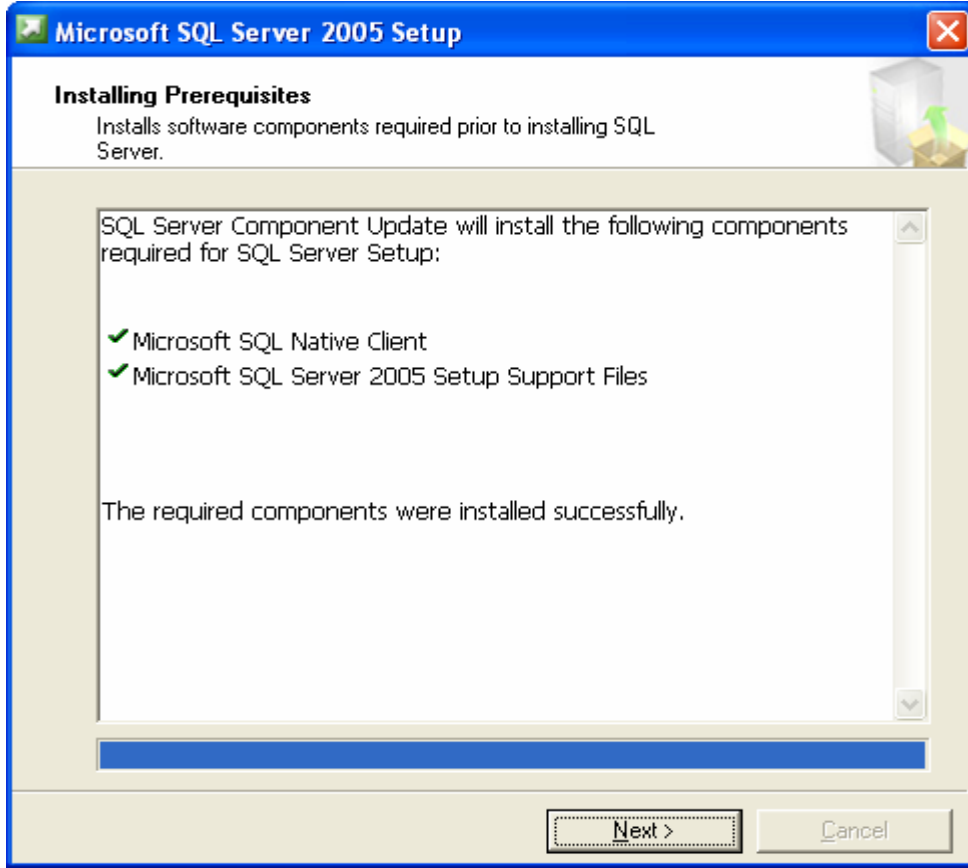 Microsoft SQL Server 2005 Setup
Installing Prerequisites
Installs software components required prior to installing SQL
Server.
SQL Server Component Update will install the following components
required for SQL Server Setup:
Microsoft SQL Native Client
Microsoft SQL Server 2005 Setup Support Files
The required components were installed successfully.
Next >
Cancel